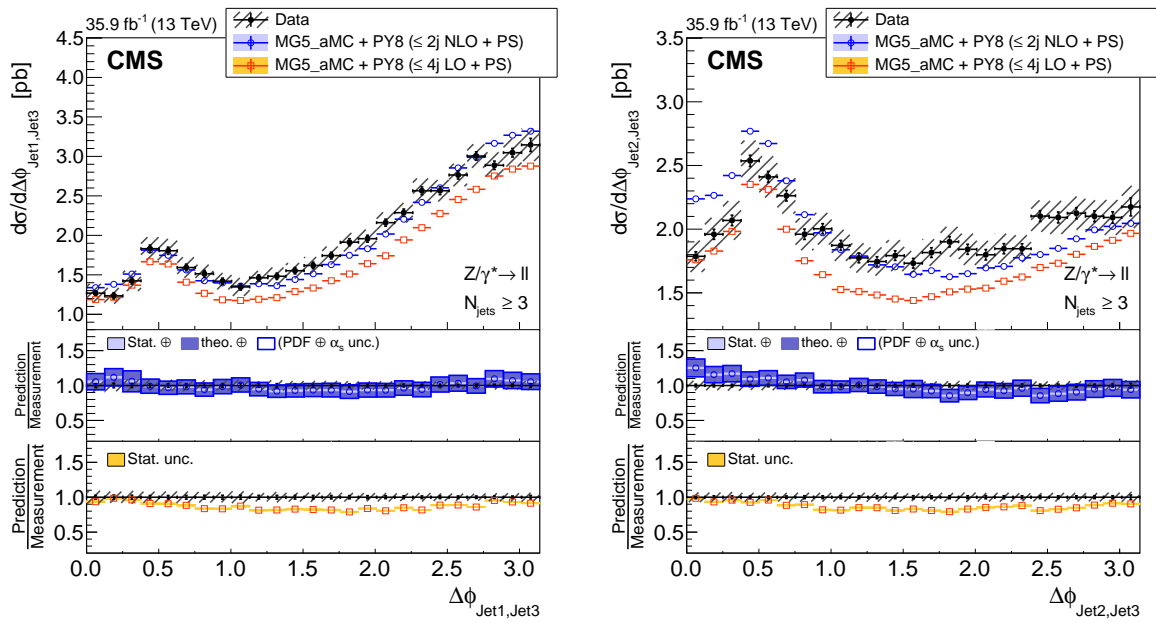 35.9 fb-1 (13 TeV)
Data
MG5_aMC + PY8 (≤ 2j NLO + PS)
MG5_aMC + PY8 (≤ 4j LO + PS)
CMS
dσ/dΔϕJet1,Jet3 [pb]
4.5
4.0
3.5
3.0
2.5
2.0
1.5
1.0
Z/γ*→ ll
Njets ≥ 3
Stat. ⊕ theo. ⊕ (PDF ⊕ αs unc.)
Prediction
Measurement
1.5
1.0
0.5
Stat. unc.
Prediction
Measurement
1.5
1.0
0.5
0.0 0.5 1.0 1.5 2.0 2.5 3.0
ΔϕJet1,Jet3
35.9 fb-1 (13 TeV)
Data
MG5_aMC + PY8 (≤ 2j NLO + PS)
MG5_aMC + PY8 (≤ 4j LO + PS)
CMS
dσ/dΔϕJet2,Jet3 [pb]
3.5
3.0
2.5
2.0
1.5
Z/γ*→ ll
Njets ≥ 3
Stat. ⊕ theo. ⊕ (PDF ⊕ αs unc.)
Prediction
Measurement
1.5
1.0
0.5
Stat. unc.
Prediction
Measurement
1.5
1.0
0.5
0.0 0.5 1.0 1.5 2.0 2.5 3.0
ΔϕJet2,Jet3